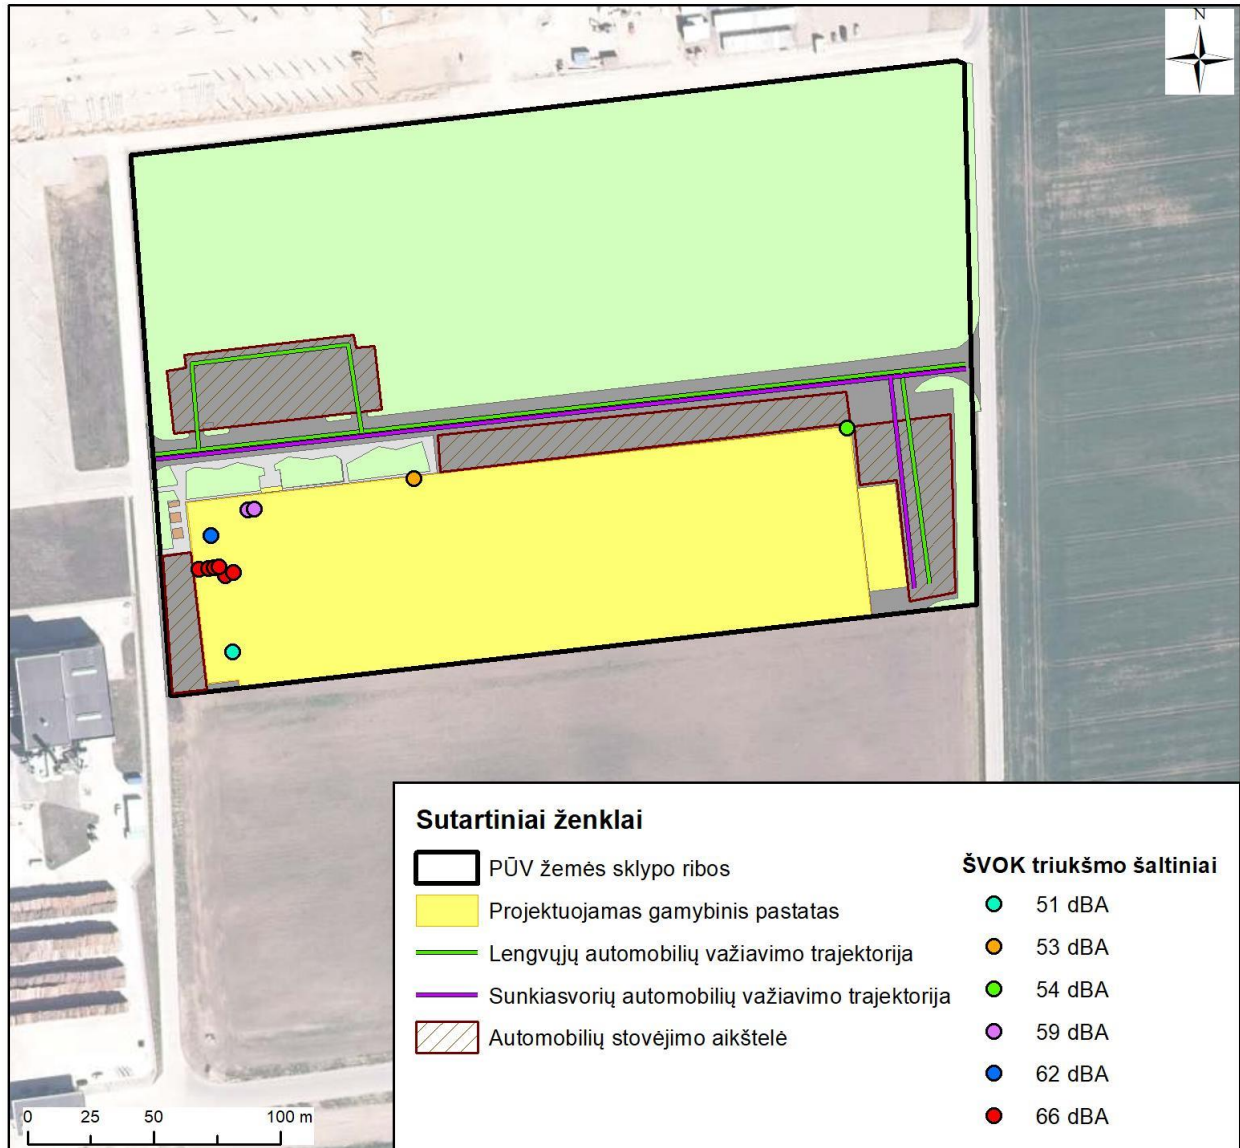 N
Sutartiniai ženklai
PŪV žemės sklypo ribos
Projektuojamas gamybinis pastatas
Lengvųjų automobilių važiavimo trajektorija
Sunkiasvorių automobilių važiavimo trajektorija
Automobilių stovėjimo aikštelė
ŠVOK triukšmo šaltiniai
51 dBA
53 dBA
54 dBA
59 dBA
62 dBA
66 dBA
0 25 50 100 m